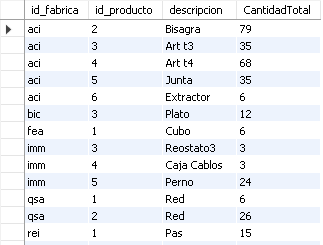 id_fabrica id_producto descripcion CantidadTotal
aci 2 Bisagra 79
aci 3 Art t3 35
aci 4 Art t4 68
aci 5 Junta 35
aci 6 Extractor 6
bic 3 Plato 12
fea 1 Cubo 6
imm 3 Reostato3 3
imm 4 Caja Cablos 3
imm 5 Perno 24
qsa 1 Red 6
qsa 2 Red 26
rei 1 Pas 15